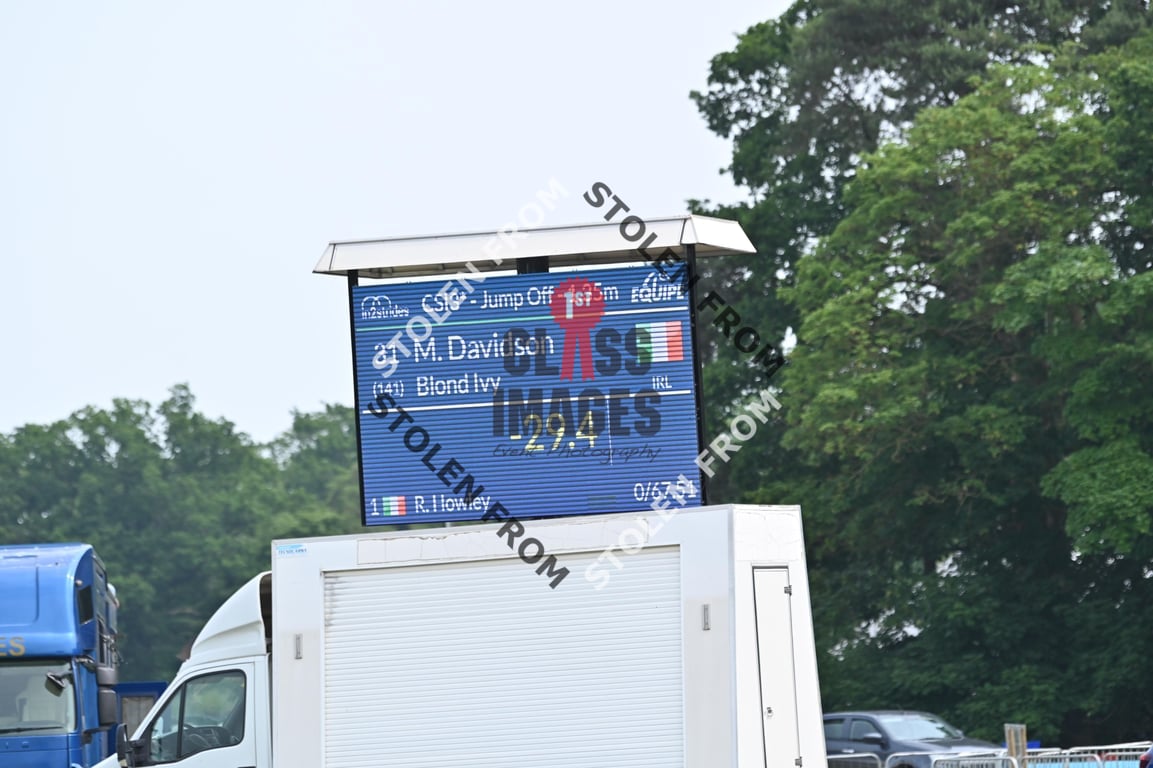 in2strides
Jump Off
EQUIPE
M. Davidson
(141) Blond Ivy
IRL
-29.4
1 R. Howley
1ST
CLASS
IMAGES
Event Photography
STOLEN FROM
STOLEN FROM
STOLEN FROM
STOLEN FROM
STOLEN FROM